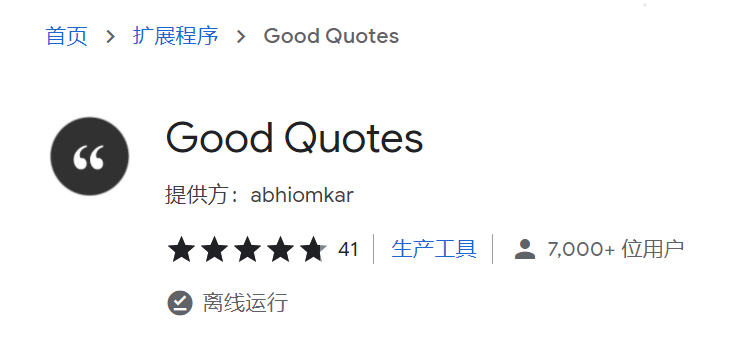 首页 > 扩展程序 > Good Quotes
Good Quotes
提供方：abhiomkar
41 生产工具 7,000+ 位用户
离线运行